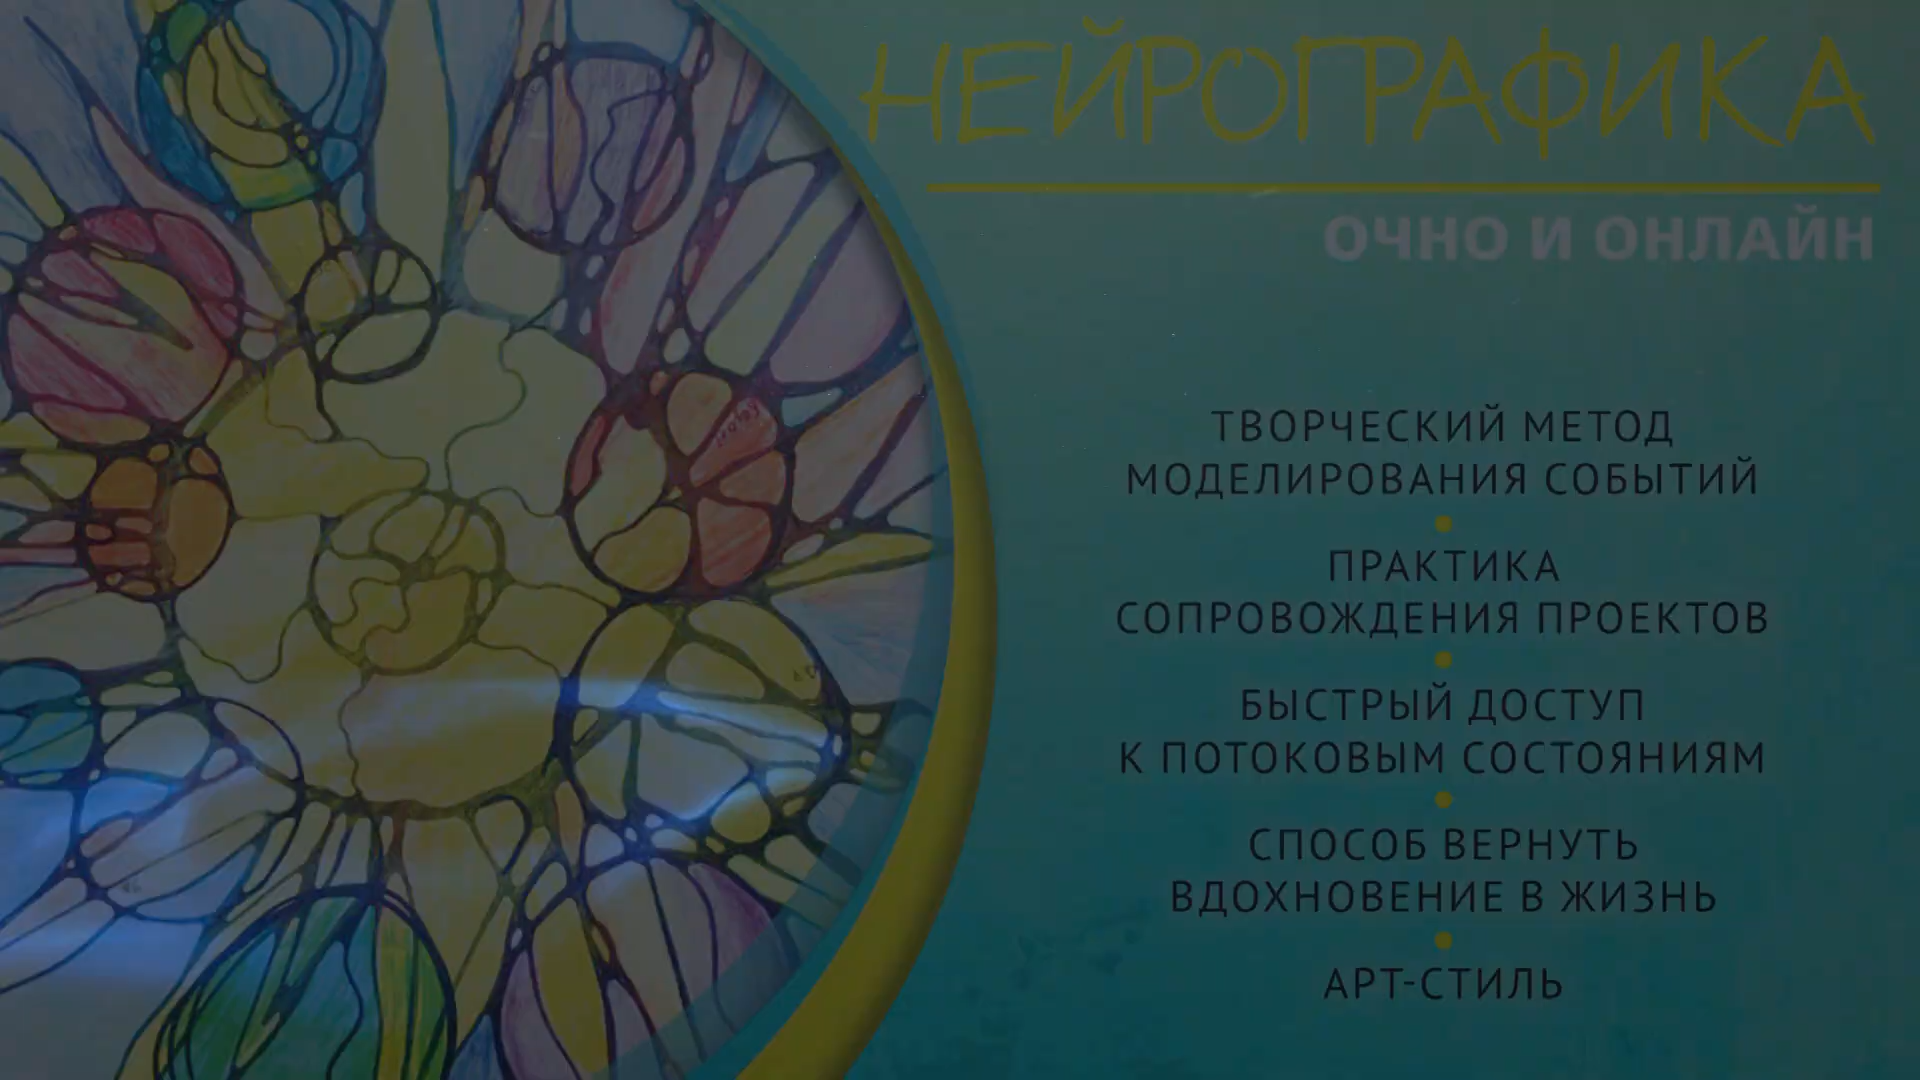 НЕЙРОГРАФИКА
ОЧНО И ОНЛАЙН
ТВОРЧЕСКИЙ МЕТОД
МОДЕЛИРОВАНИЯ СОБЫТИЙ
ПРАКТИКА
СОПРОВОЖДЕНИЯ ПРОЕКТОВ
БЫСТРЫЙ ДОСТУП
К ПОТОКОВЫМ СОСТОЯНИЯМ
СПОСОБ ВЕРНУТЬ
ВДОХНОВЕНИЕ В ЖИЗНЬ
АРТ-СТИЛЬ